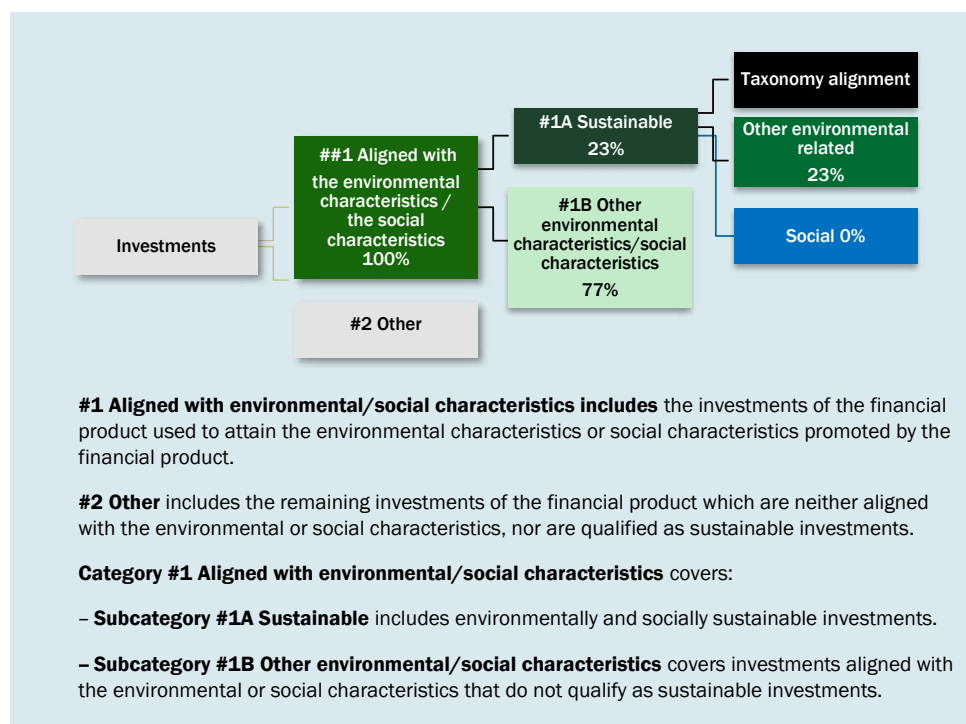 Taxonomy alignment
#1A Sustainable
23%
Other environmental
related
23%
##1 Aligned with
the environmental
characteristics /
the social
characteristics
100%
#1B Other
environmental
characteristics/social
characteristics
77%
Social 0%
Investments
#2 Other
#1 Aligned with environmental/social characteristics includes the investments of the financial
product used to attain the environmental characteristics or social characteristics promoted by the
financial product.
#2 Other includes the remaining investments of the financial product which are neither aligned
with the environmental or social characteristics, nor are qualified as sustainable investments.
Category #1 Aligned with environmental/social characteristics covers:
– Subcategory #1A Sustainable includes environmentally and socially sustainable investments.
– Subcategory #1B Other environmental/social characteristics covers investments aligned with
the environmental or social characteristics that do not qualify as sustainable investments.